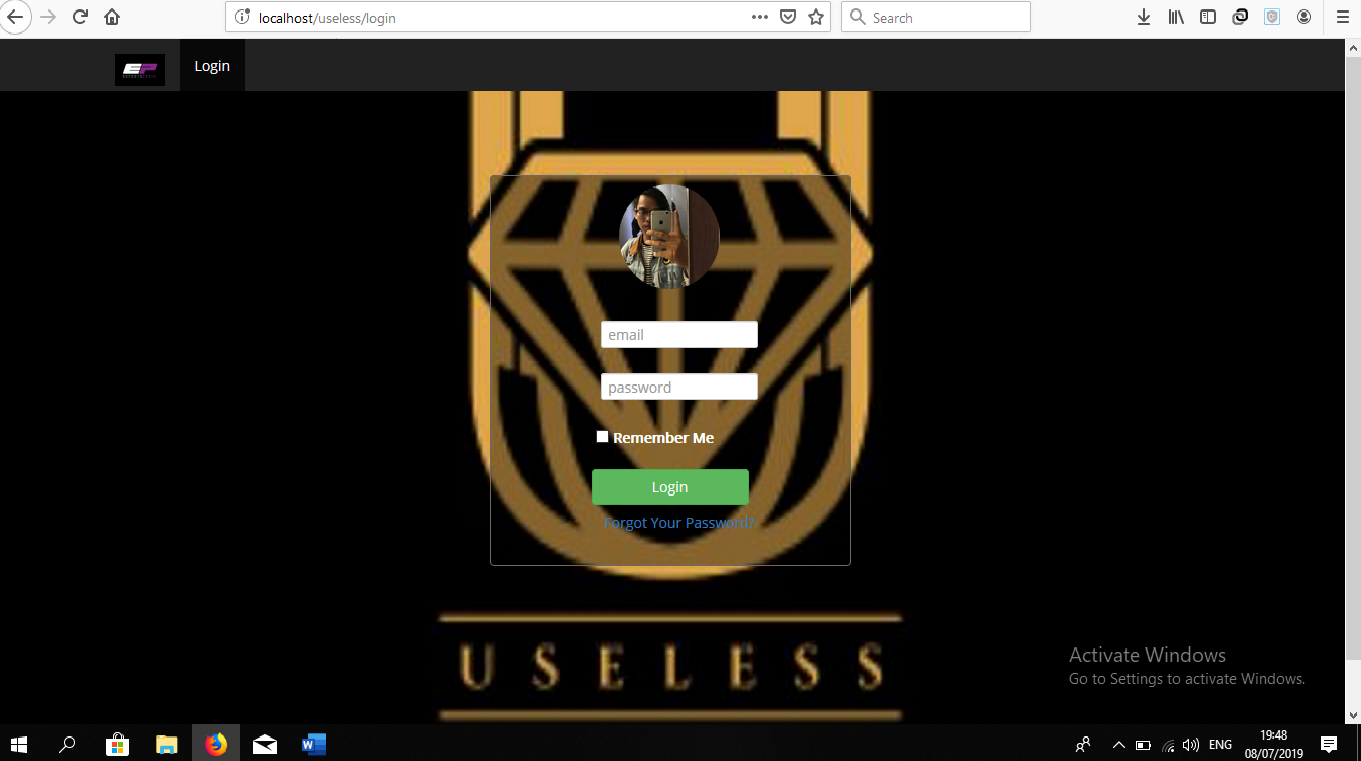 localhost/useless/login
Search
EP
Login
email
password
Remember Me
Login
Forgot Your Password?
USELESS
Activate Windows
Go to Settings to activate Windows.
ENG
19:48
08/07/2019